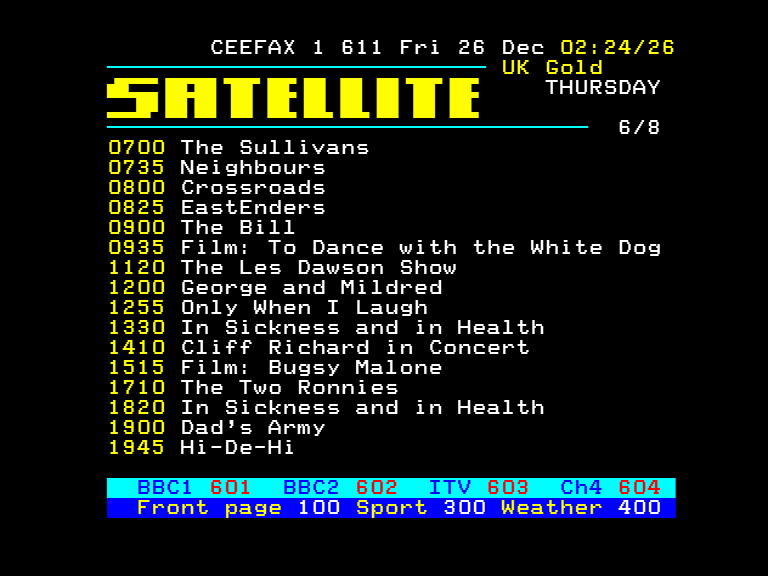 CEEFAX 1 611 Fri 26 Dec 02:24/26
UK Gold
SATELLITE THURSDAY
6/8
0700 The Sullivans
0735 Neighbours
0800 Crossroads
0825 EastEnders
0900 The Bill
0935 Film: To Dance with the White Dog
1120 The Les Dawson Show
1200 George and Mildred
1255 Only When I Laugh
1330 In Sickness and in Health
1410 Cliff Richard in Concert
1515 Film: Bugsy Malone
1710 The Two Ronnies
1820 In Sickness and in Health
1900 Dad's Army
1945 Hi-De-Hi
BBC1 601 BBC2 602 ITV 603 Ch4 604
Front page 100 Sport 300 Weather 400